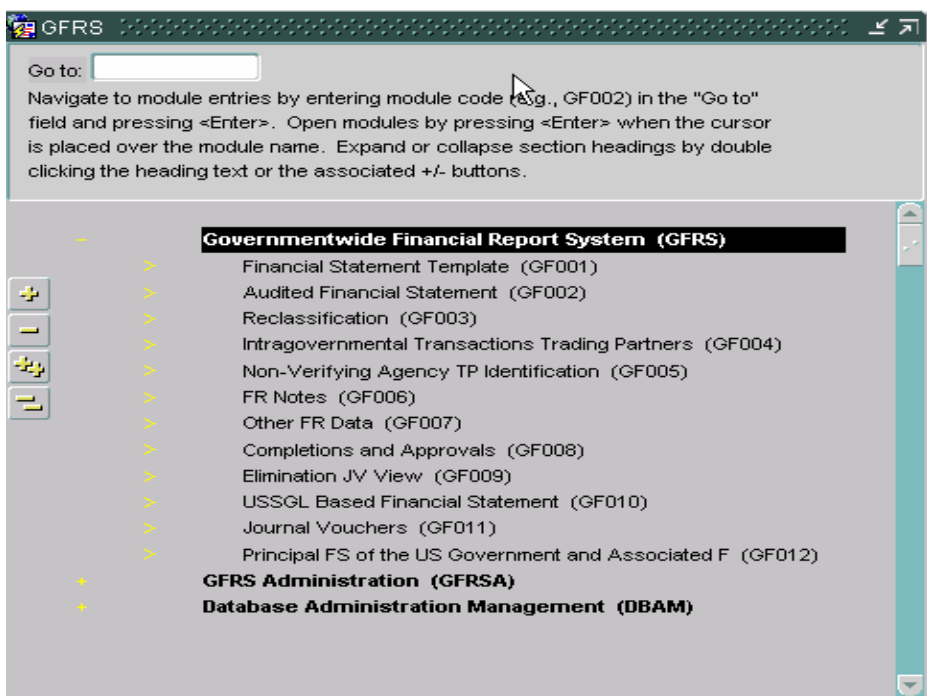 GFRS
Go to:
Navigate to module entries by entering module code (e.g., GF002) in the "Go to"
field and pressing <Enter>. Open modules by pressing <Enter> when the cursor
is placed over the module name. Expand or collapse section headings by double
clicking the heading text or the associated +/- buttons.
Governmentwide Financial Report System (GFRS)
Financial Statement Template (GF001)
Audited Financial Statement (GF002)
Reclassification (GF003)
Intragovernmental Transactions Trading Partners (GF004)
Non-Verifying Agency TP Identification (GF005)
FR Notes (GF006)
Other FR Data (GF007)
Completions and Approvals (GF008)
Elimination JV View (GF009)
USSGL Based Financial Statement (GF010)
Journal Vouchers (GF011)
Principal FS of the US Government and Associated F (GF012)
GFRS Administration (GFRSA)
Database Administration Management (DBAM)